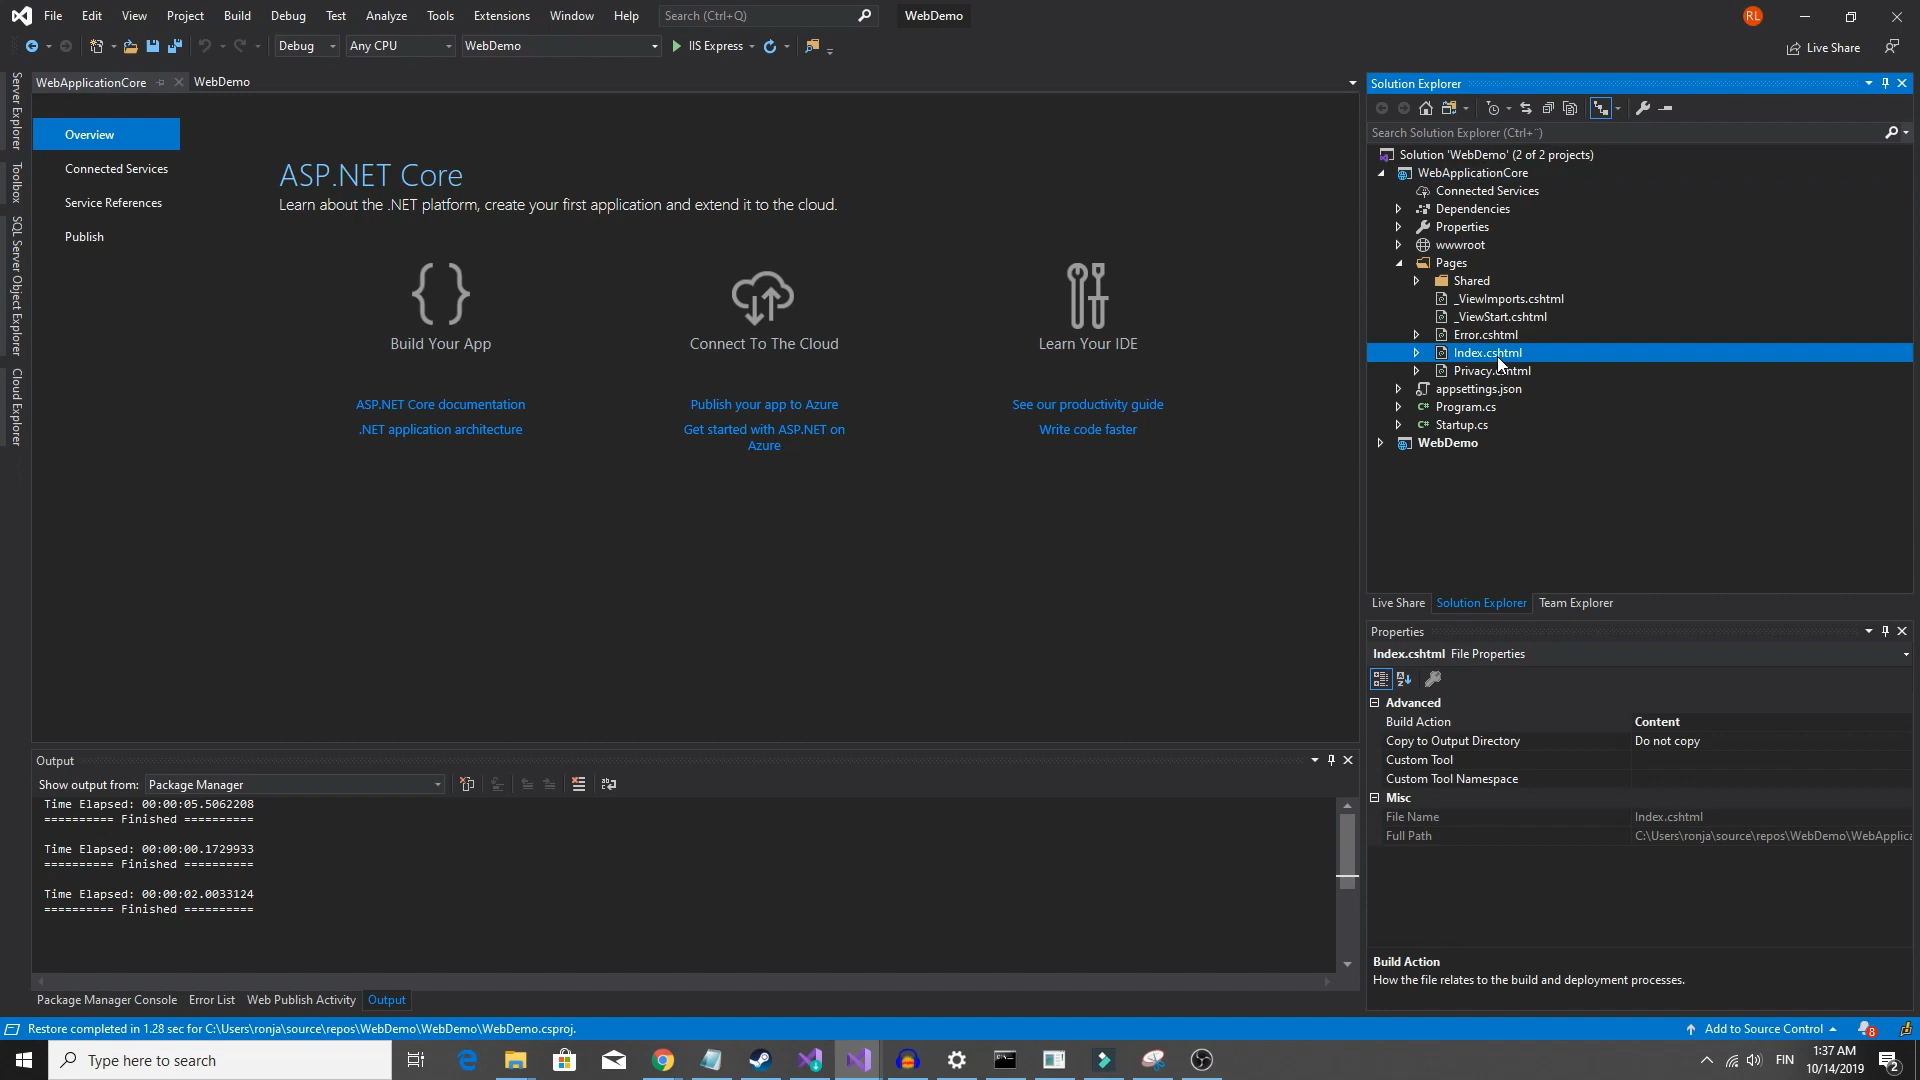 File Edit View Project Build Debug Test Analyze Tools Extensions Window Help Search (Ctrl+Q) WebDemo RL
Debug Any CPU WebDemo IIS Express Live Share
WebApplicationCore WebDemo
Server Explorer
Toolbox
SQL Server Object Explorer
Cloud Explorer
Overview
Connected Services
Service References
Publish
ASP.NET Core
Learn about the .NET platform, create your first application and extend it to the cloud.
Build Your App
ASP.NET Core documentation
.NET application architecture
Connect To The Cloud
Publish your app to Azure
Get started with ASP.NET on
Azure
Learn Your IDE
See our productivity guide
Write code faster
Output
Show output from: Package Manager
Time Elapsed: 00:00:05.5062208
========== Finished ==========
Time Elapsed: 00:00:00.1729933
========== Finished ==========
Time Elapsed: 00:00:02.0033124
========== Finished ==========
Package Manager Console Error List Web Publish Activity Output
Solution Explorer
Search Solution Explorer (Ctrl+¨)
Solution 'WebDemo' (2 of 2 projects)
WebApplicationCore
Connected Services
Dependencies
Properties
wwwroot
Pages
Shared
_ViewImports.cshtml
_ViewStart.cshtml
Error.cshtml
Index.cshtml
Privacy.cshtml
appsettings.json
C# Program.cs
C# Startup.cs
WebDemo
Live Share Solution Explorer Team Explorer
Properties
Index.cshtml File Properties
Advanced
Build Action Content
Copy to Output Directory Do not copy
Custom Tool
Custom Tool Namespace
Misc
File Name Index.cshtml
Full Path C:\Users\ronja\source\repos\WebDemo\WebApplica
Build Action
How the file relates to the build and deployment processes.
Restore completed in 1.28 sec for C:\Users\ronja\source\repos\WebDemo\WebDemo\WebDemo.csproj. Add to Source Control 8
Type here to search FIN 1:37 AM
10/14/2019 2